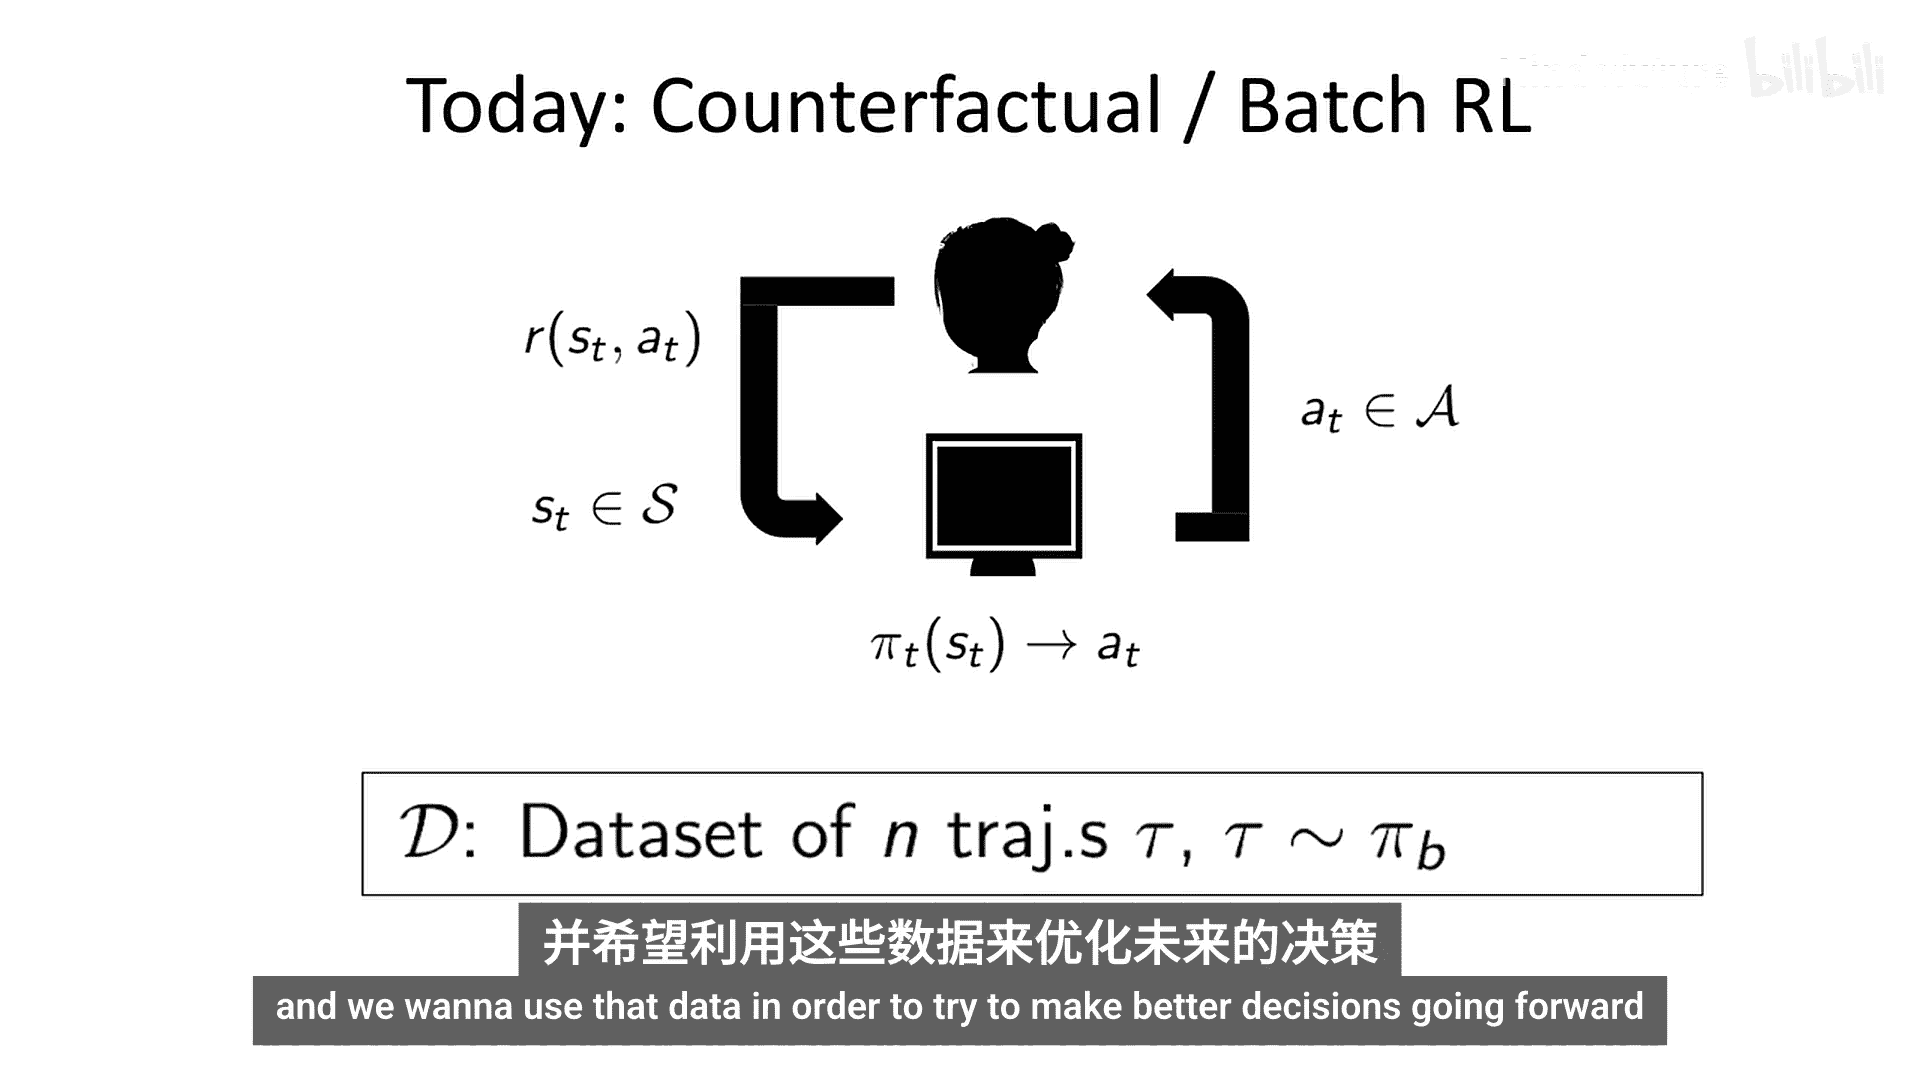 Today: Counterfactual / Batch RL
bilibili
r(s_t, a_t)
a_t ∈ 𝒜
s_t ∈ 𝒮
π_t(s_t) → a_t
𝒟: Dataset of n traj.s τ, τ ∼ π_b
并希望利用这些数据来优化未来的决策
and we wanna use that data in order to try to make better decisions going forward